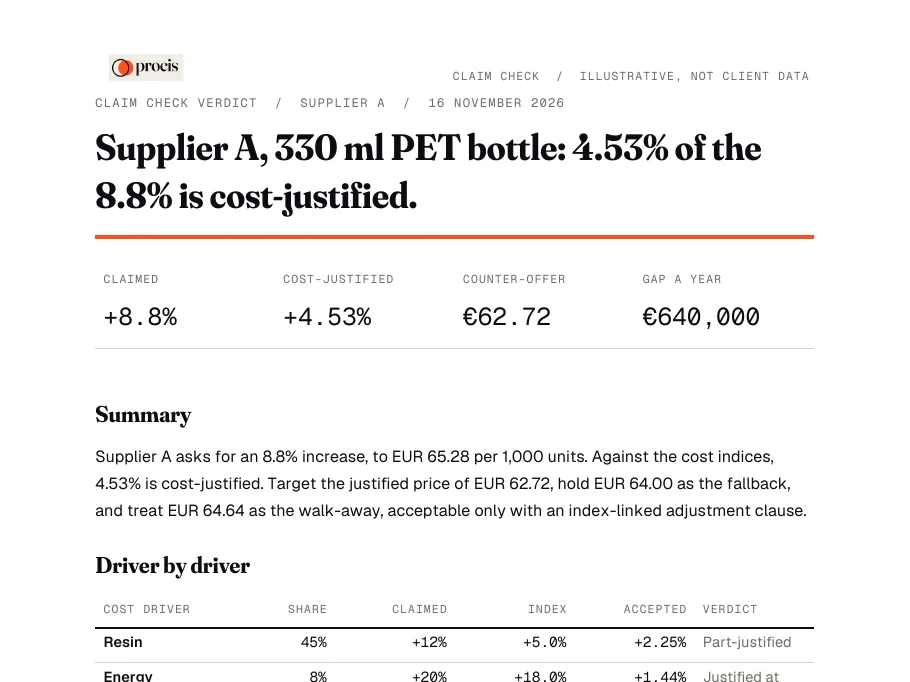 procis
CLAIM CHECK / ILLUSTRATIVE, NOT CLIENT DATA
CLAIM CHECK VERDICT / SUPPLIER A / 16 NOVEMBER 2026
Supplier A, 330 ml PET bottle: 4.53% of the
8.8% is cost-justified.
CLAIMED COST-JUSTIFIED COUNTER-OFFER GAP A YEAR
+8.8% +4.53% €62.72 €640,000
Summary
Supplier A asks for an 8.8% increase, to EUR 65.28 per 1,000 units. Against the cost indices,
4.53% is cost-justified. Target the justified price of EUR 62.72, hold EUR 64.00 as the fallback,
and treat EUR 64.64 as the walk-away, acceptable only with an index-linked adjustment clause.
Driver by driver
COST DRIVER SHARE CLAIMED INDEX ACCEPTED VERDICT
Resin 45% +12% +5.0% +2.25% Part-justified
Energy 8% +20% +18.0% +1.44% Justified at